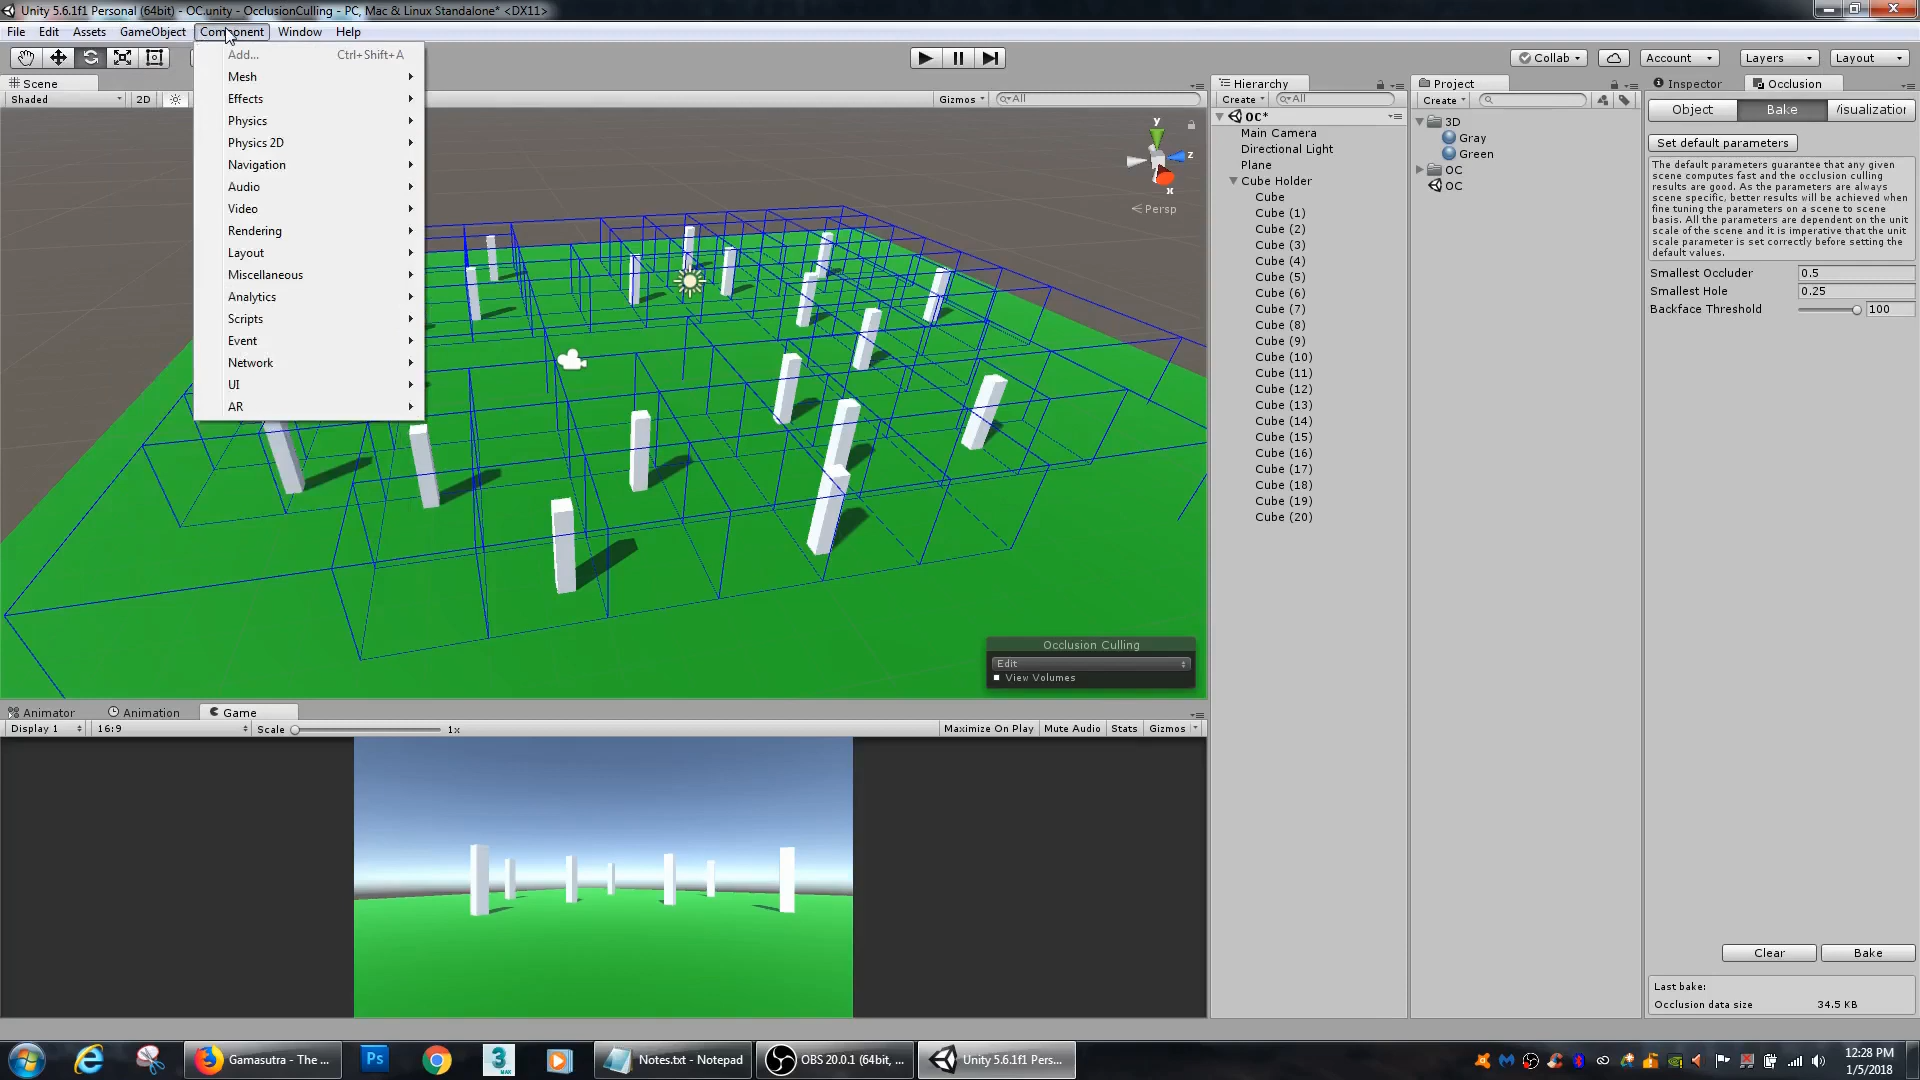 Unity 5.6.1f1 Personal (64bit) - OC.unity - OcclusionCulling - PC, Mac & Linux Standalone* <DX11>
File Edit Assets GameObject Component Window Help
Add... Ctrl+Shift+A
Mesh
Effects
Physics
Physics 2D
Navigation
Audio
Video
Rendering
Layout
Miscellaneous
Analytics
Scripts
Event
Network
UI
AR
Collab Account Layers Layout
Scene
Shaded 2D Gizmos All
y
z
x
Persp
Occlusion Culling
Edit
View Volumes
Animator Animation Game
Display 1 16:9 Scale 1x Maximize On Play Mute Audio Stats Gizmos
Hierarchy
Create All
OC*
Main Camera
Directional Light
Plane
Cube Holder
Cube
Cube (1)
Cube (2)
Cube (3)
Cube (4)
Cube (5)
Cube (6)
Cube (7)
Cube (8)
Cube (9)
Cube (10)
Cube (11)
Cube (12)
Cube (13)
Cube (14)
Cube (15)
Cube (16)
Cube (17)
Cube (18)
Cube (19)
Cube (20)
Project
Create
3D
Gray
Green
OC
OC
Inspector Occlusion
Object Bake /isualization
Set default parameters
The default parameters guarantee that any given
scene computes fast and the occlusion culling
results are good. As the parameters are always
scene specific, better results will be achieved when
fine tuning the parameters on a scene to scene
basis. All the parameters are dependent on the unit
scale of the scene and it is imperative that the unit
scale parameter is set correctly before setting the
default values.
Smallest Occluder 0.5
Smallest Hole 0.25
Backface Threshold 100
Clear Bake
Last bake:
Occlusion data size 34.5 KB
Gamasutra - The ... Ps 3 MAX Notes.txt - Notepad OBS 20.0.1 (64bit, ... Unity 5.6.1f1 Pers...
12:28 PM
1/5/2018